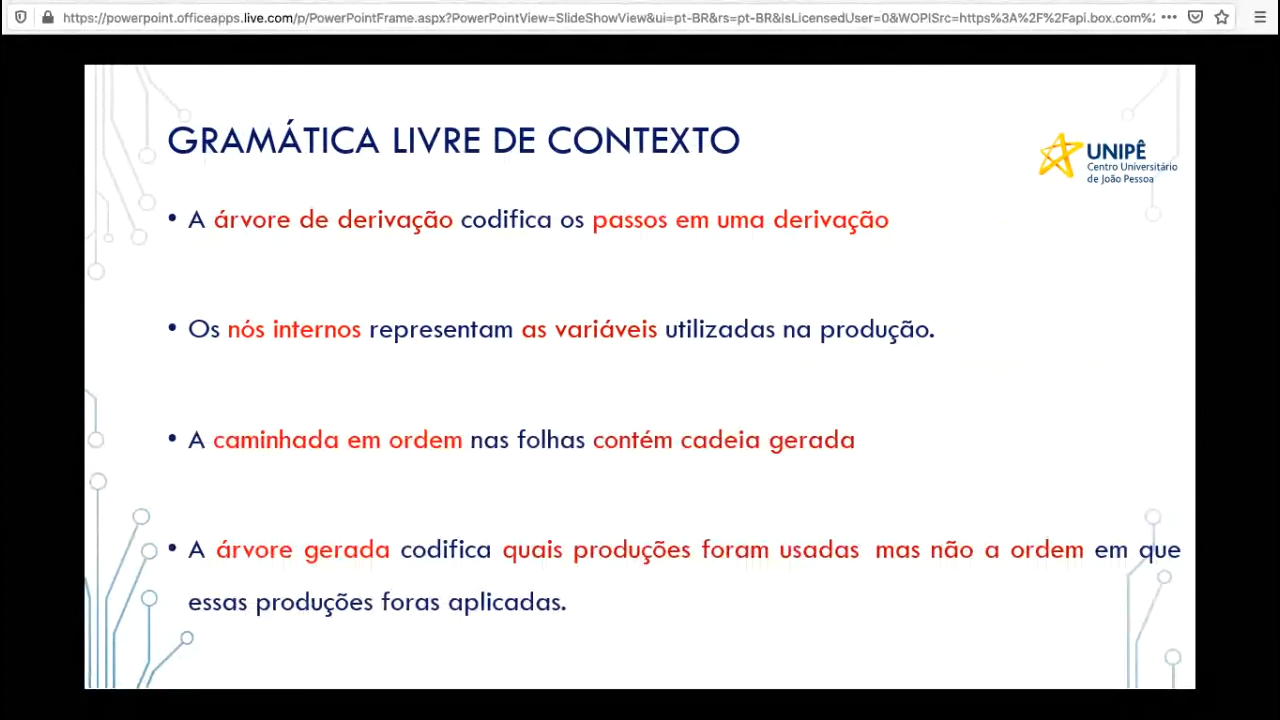 https://powerpoint.officeapps.live.com/p/PowerPointFrame.aspx?PowerPointView=SlideShowView&ui=pt-BR&rs=pt-BR&IsLicensedUser=0&WOPISrc=https%3A%2F%2Fapi.box.com%2
GRAMÁTICA LIVRE DE CONTEXTO
UNIPÊ
Centro Universitário
de João Pessoa
• A árvore de derivação codifica os passos em uma derivação
• Os nós internos representam as variáveis utilizadas na produção.
• A caminhada em ordem nas folhas contém cadeia gerada
• A árvore gerada codifica quais produções foram usadas mas não a ordem em que
essas produções foras aplicadas.